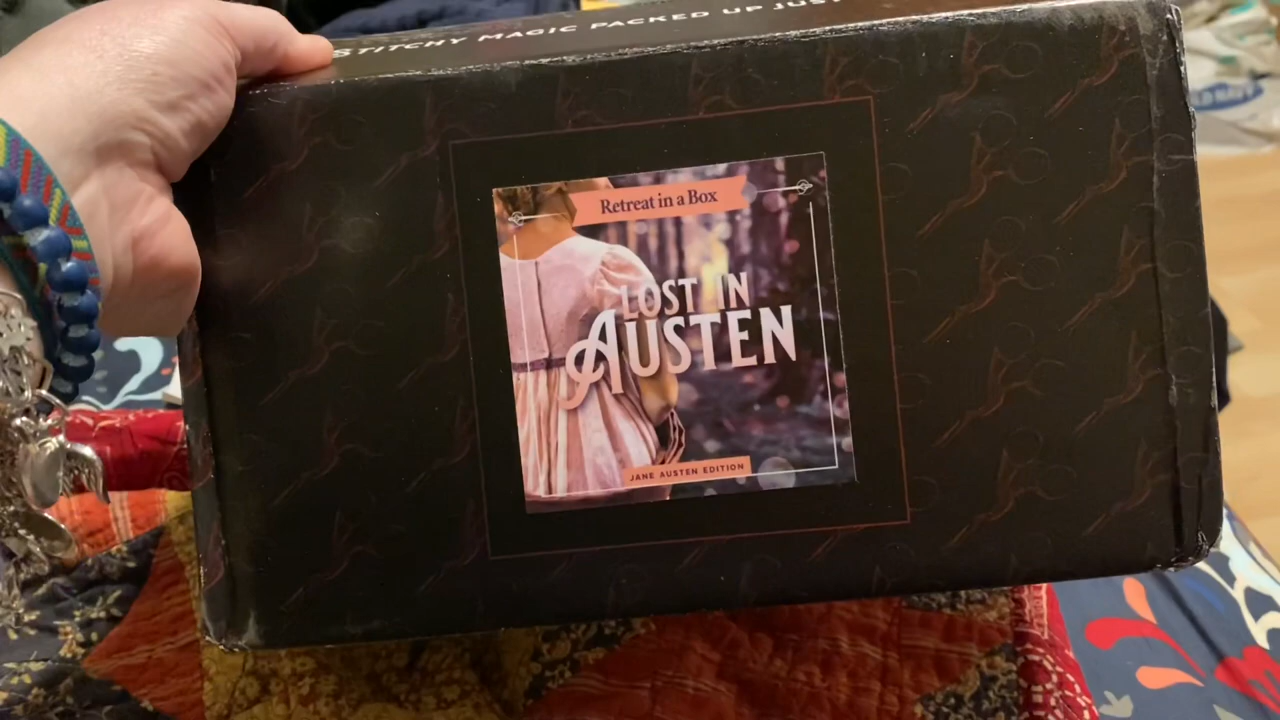 STITCHY MAGIC PACKED UP JUST
Retreat in a Box
LOST IN
AUSTEN
JANE AUSTEN EDITION